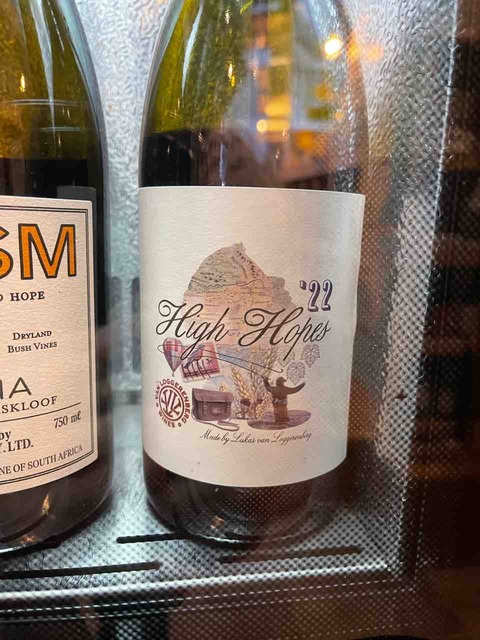 SM
HOPE
DRYLAND
BUSH VINES
750 ml
Y.LTD.
NE OF SOUTH AFRICA
'22
High Hopes
VAN LOGGERENBERG
WINES
Made by Lukas van Loggerenberg